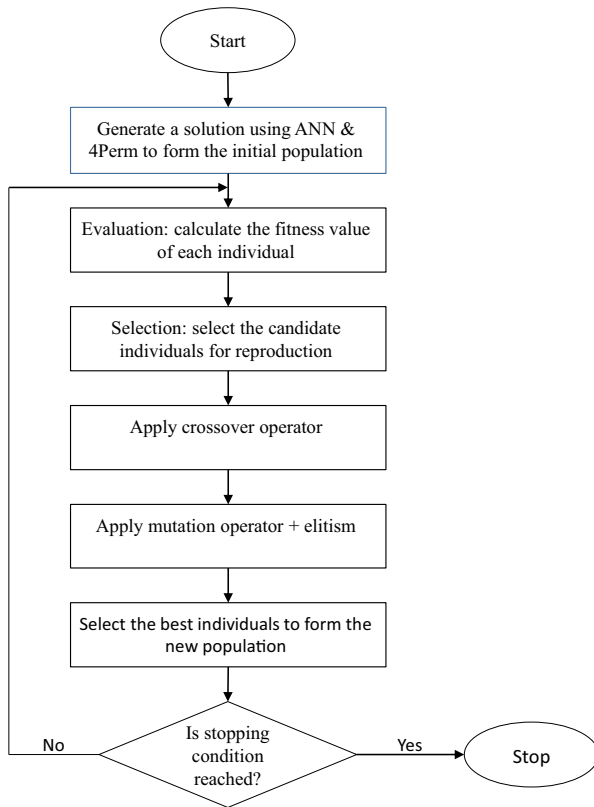 Start
Generate a solution using ANN &
4Perm to form the initial population
Evaluation: calculate the fitness value
of each individual
Selection: select the candidate
individuals for reproduction
Apply crossover operator
Apply mutation operator + elitism
Select the best individuals to form the
new population
Is stopping
condition
reached?
No
Yes
Stop